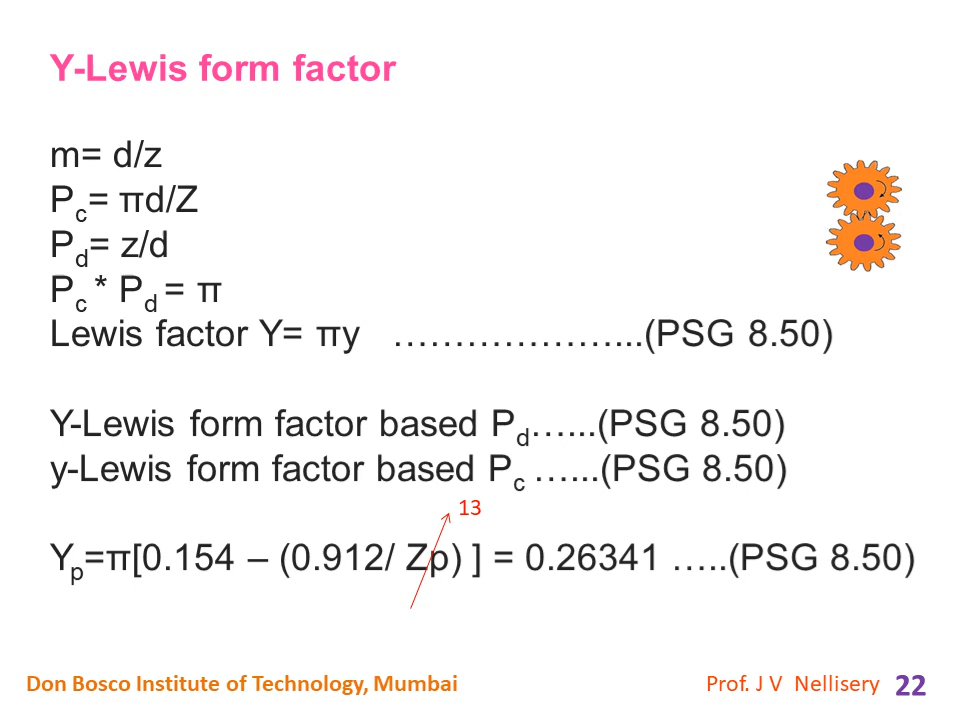 Y-Lewis form factor
m= d/z
Pc= πd/Z
Pd= z/d
Pc * Pd = π
Lewis factor Y= πy ………………...(PSG 8.50)
Y-Lewis form factor based Pd…...(PSG 8.50)
y-Lewis form factor based Pc …...(PSG 8.50)
13
Yp=π[0.154 – (0.912/ Zp) ] = 0.26341 …..(PSG 8.50)
Don Bosco Institute of Technology, Mumbai Prof. J V Nellisery 22